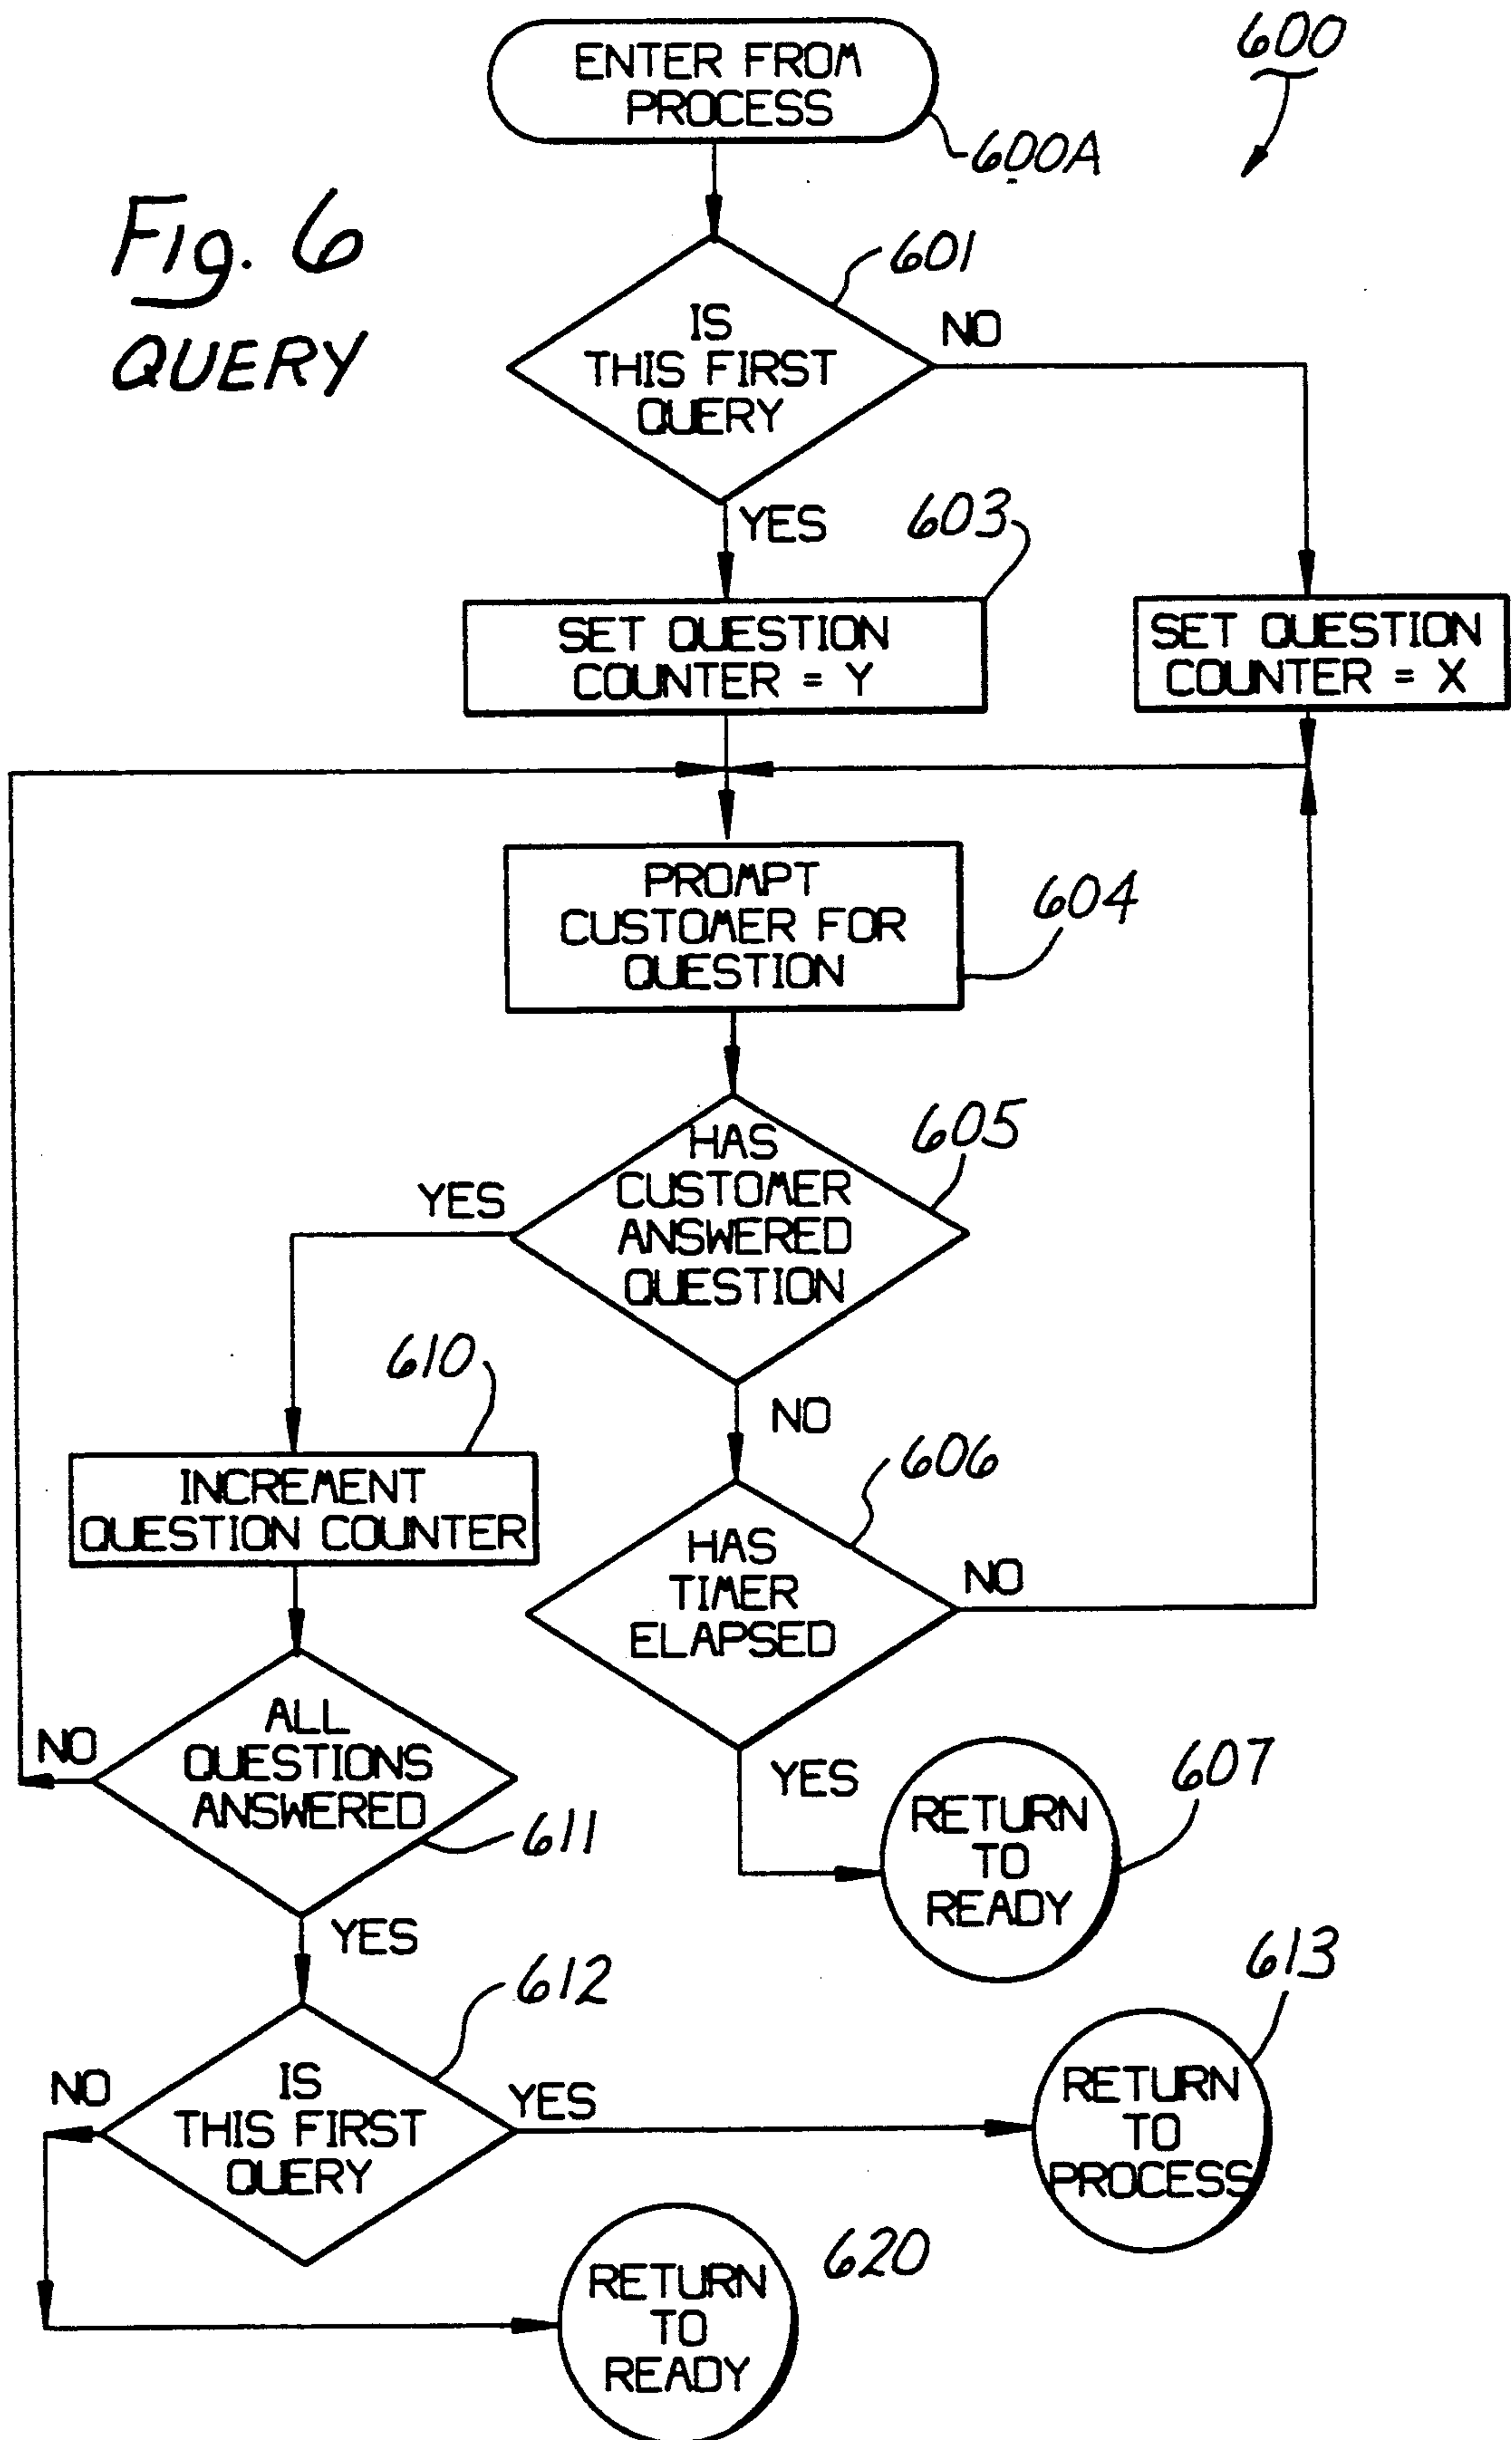 600
ENTER FROM
PROCESS
600A
Fig. 6
QUERY
601
IS
THIS FIRST
QUERY
NO
YES
603
SET QUESTION
COUNTER = Y
SET QUESTION
COUNTER = X
PROMPT
CUSTOMER FOR
QUESTION
604
HAS
CUSTOMER
ANSWERED
QUESTION
605
YES
NO
610
INCREMENT
QUESTION COUNTER
606
HAS
TIMER
ELAPSED
NO
YES
ALL
QUESTIONS
ANSWERED
NO
611
YES
607
RETURN
TO
READY
612
IS
THIS FIRST
QUERY
NO
YES
613
RETURN
TO
PROCESS
620
RETURN
TO
READY